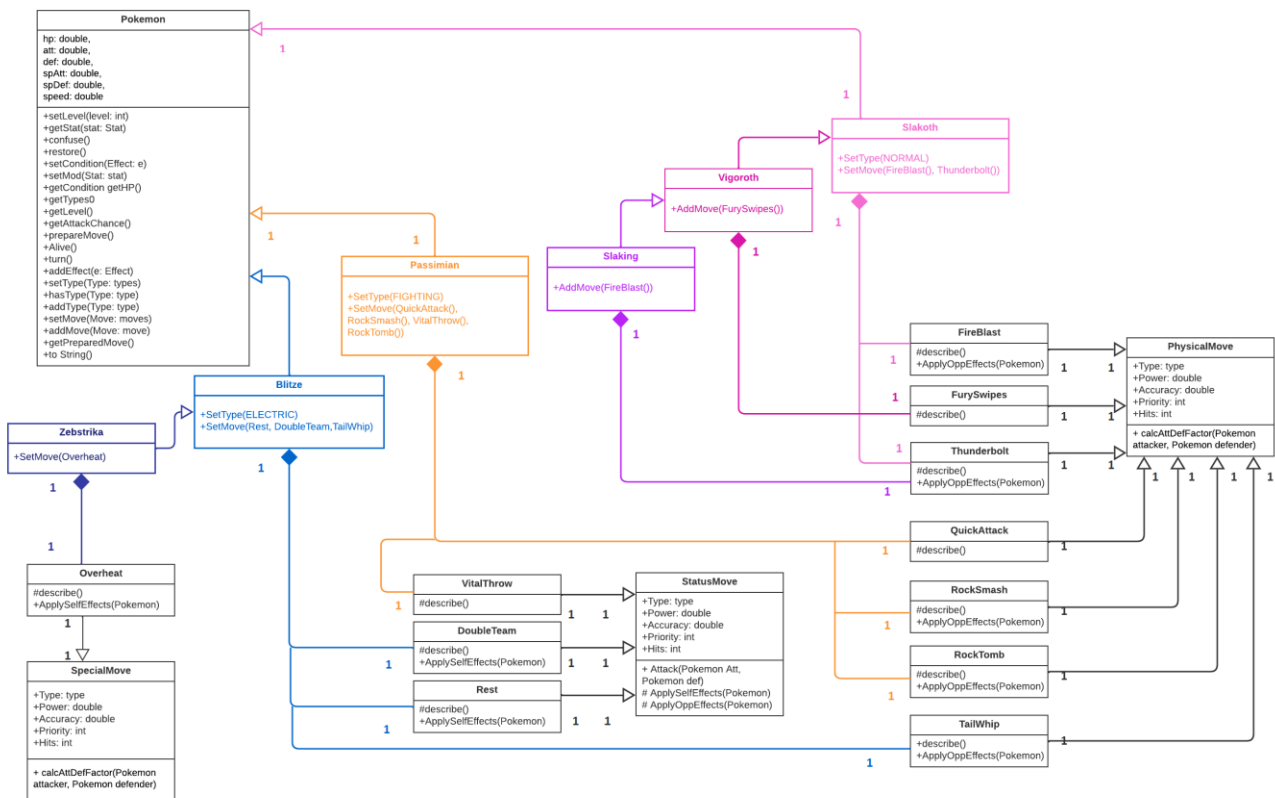 Pokemon
hp: double,
att: double,
def: double,
spAtt: double,
spDef: double,
speed: double
+setLevel(level: int)
+getStat(stat: Stat)
+confuse()
+restore()
+setCondition(Effect: e)
+setMod(Stat: stat)
+getCondition getHP()
+getTypes0
+getLevel()
+getAttackChance()
+prepareMove()
+Alive()
+turn()
+addEffect(e: Effect)
+setType(Type: types)
+hasType(Type: type)
+addType(Type: type)
+setMove(Move: moves)
+addMove(Move: move)
+getPreparedMove()
+to String()
1
1
Slakoth
+SetType(NORMAL)
+SetMove(FireBlast(), Thunderbolt())
1
Vigoroth
+AddMove(FurySwipes())
1
Slaking
+AddMove(FireBlast())
1
1
1
Passimian
+SetType(FIGHTING)
+SetMove(QuickAttack(),
RockSmash(), VitalThrow(),
RockTomb())
1
Blitze
+SetType(ELECTRIC)
+SetMove(Rest, DoubleTeam,TailWhip)
1
Zebstrika
+SetMove(Overheat)
1
1
Overheat
#describe()
+ApplySelfEffects(Pokemon)
1
1
SpecialMove
+Type: type
+Power: double
+Accuracy: double
+Priority: int
+Hits: int
+ calcAttDefFactor(Pokemon
attacker, Pokemon defender)
1
VitalThrow
#describe()
1
1
1
DoubleTeam
#describe()
+ApplySelfEffects(Pokemon)
1
1
1
Rest
#describe()
+ApplySelfEffects(Pokemon)
1
1
StatusMove
+Type: type
+Power: double
+Accuracy: double
+Priority: int
+Hits: int
+ Attack(Pokemon Att,
Pokemon def)
# ApplySelfEffects(Pokemon)
# ApplyOppEffects(Pokemon)
1
FireBlast
#describe()
+ApplyOppEffects(Pokemon)
1
1
1
FurySwipes
#describe()
1
1
1
1
Thunderbolt
#describe()
+ApplyOppEffects(Pokemon)
1
1
PhysicalMove
+Type: type
+Power: double
+Accuracy: double
+Priority: int
+Hits: int
+ calcAttDefFactor(Pokemon
attacker, Pokemon defender)
1
1
1
1
1
QuickAttack
#describe()
1
1
RockSmash
#describe()
+ApplyOppEffects(Pokemon)
1
1
RockTomb
#describe()
+ApplyOppEffects(Pokemon)
1
1
TailWhip
+describe()
+ApplyOppEffects(Pokemon)
1